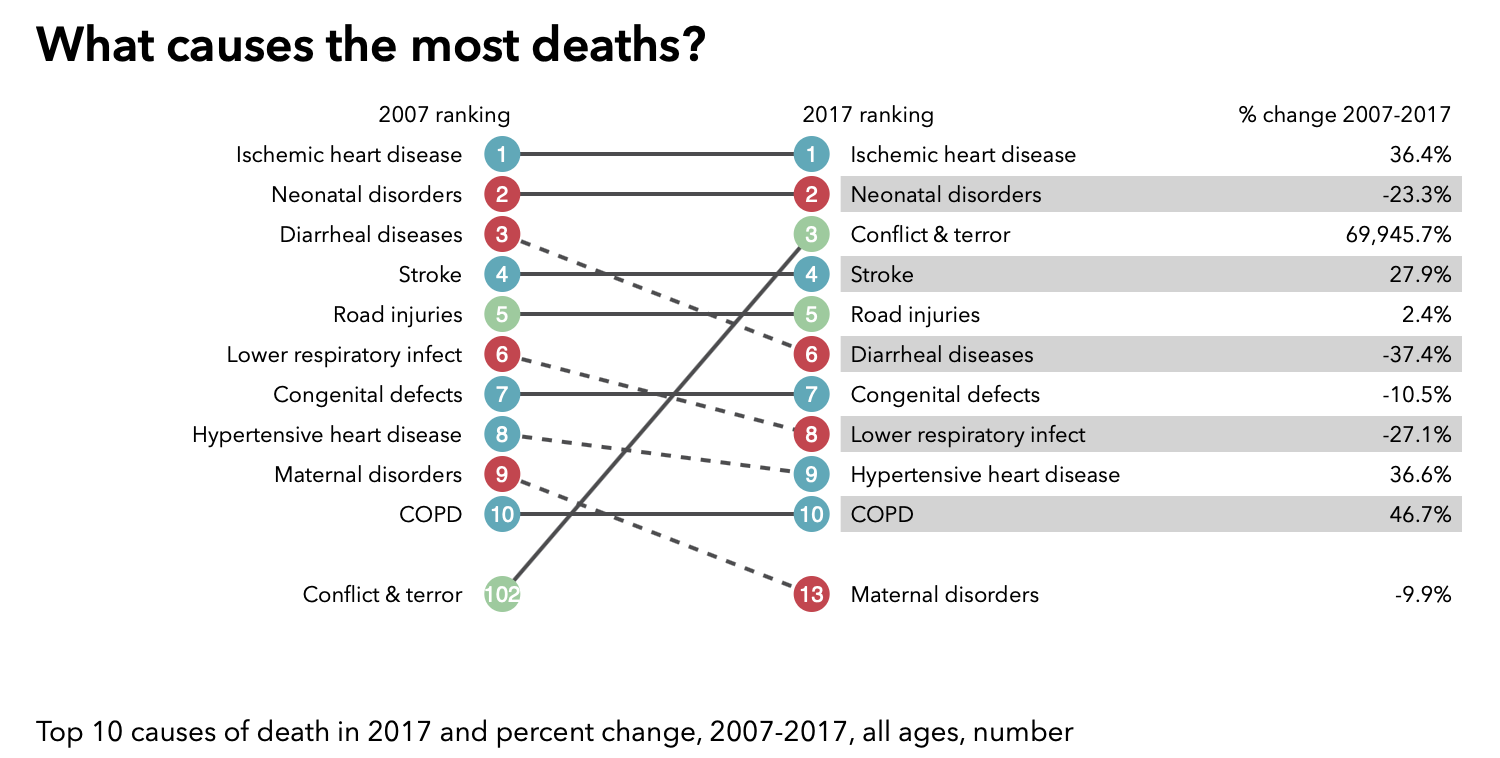 What causes the most deaths?
2007 ranking 2017 ranking % change 2007-2017
Ischemic heart disease 1 1 Ischemic heart disease 36.4%
Neonatal disorders 2 2 Neonatal disorders -23.3%
Diarrheal diseases 3 3 Conflict & terror 69,945.7%
Stroke 4 4 Stroke 27.9%
Road injuries 5 5 Road injuries 2.4%
Lower respiratory infect 6 6 Diarrheal diseases -37.4%
Congenital defects 7 7 Congenital defects -10.5%
Hypertensive heart disease 8 8 Lower respiratory infect -27.1%
Maternal disorders 9 9 Hypertensive heart disease 36.6%
COPD 10 10 COPD 46.7%
Conflict & terror 102 13 Maternal disorders -9.9%
Top 10 causes of death in 2017 and percent change, 2007-2017, all ages, number